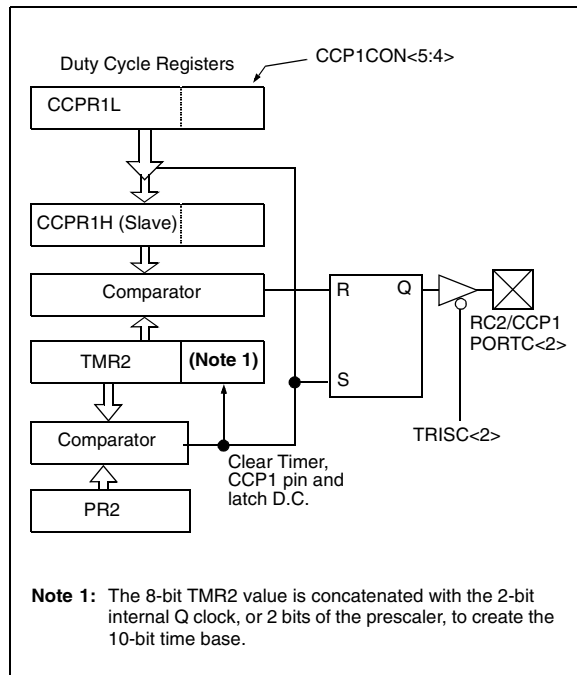 Duty Cycle Registers
CCP1CON<5:4>
CCPR1L
CCPR1H (Slave)
Comparator
R
Q
RC2/CCP1
PORTC<2>
TMR2
(Note 1)
S
TRISC<2>
Comparator
Clear Timer,
CCP1 pin and
latch D.C.
PR2
Note 1: The 8-bit TMR2 value is concatenated with the 2-bit
internal Q clock, or 2 bits of the prescaler, to create the
10-bit time base.